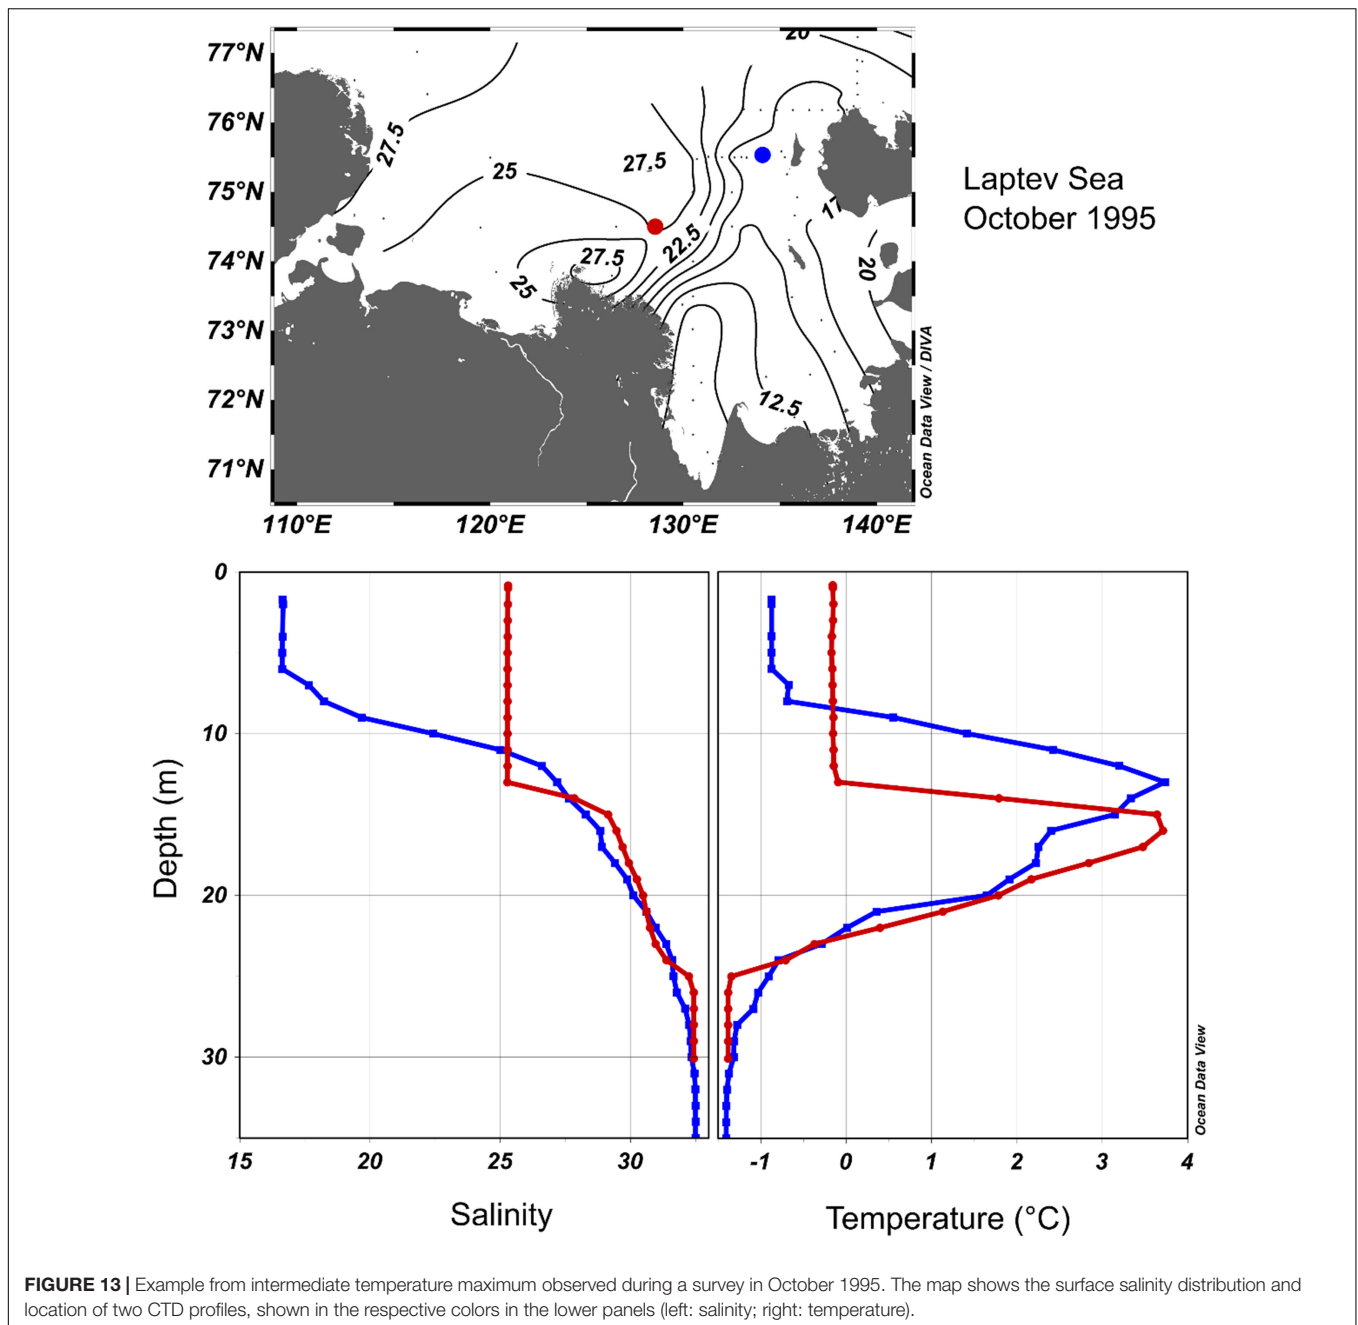 77°N
76°N
75°N
74°N
73°N
72°N
71°N
110°E
120°E
130°E
140°E
20
27.5
25
27.5
17
22.5
27.5
25
20
12.5
Ocean Data View / DIVA
Laptev Sea
October 1995
0
10
20
30
Depth (m)
15
20
25
30
Salinity
-1
0
1
2
3
4
Temperature (°C)
Ocean Data View
FIGURE 13 | Example from intermediate temperature maximum observed during a survey in October 1995. The map shows the surface salinity distribution and
location of two CTD profiles, shown in the respective colors in the lower panels (left: salinity; right: temperature).